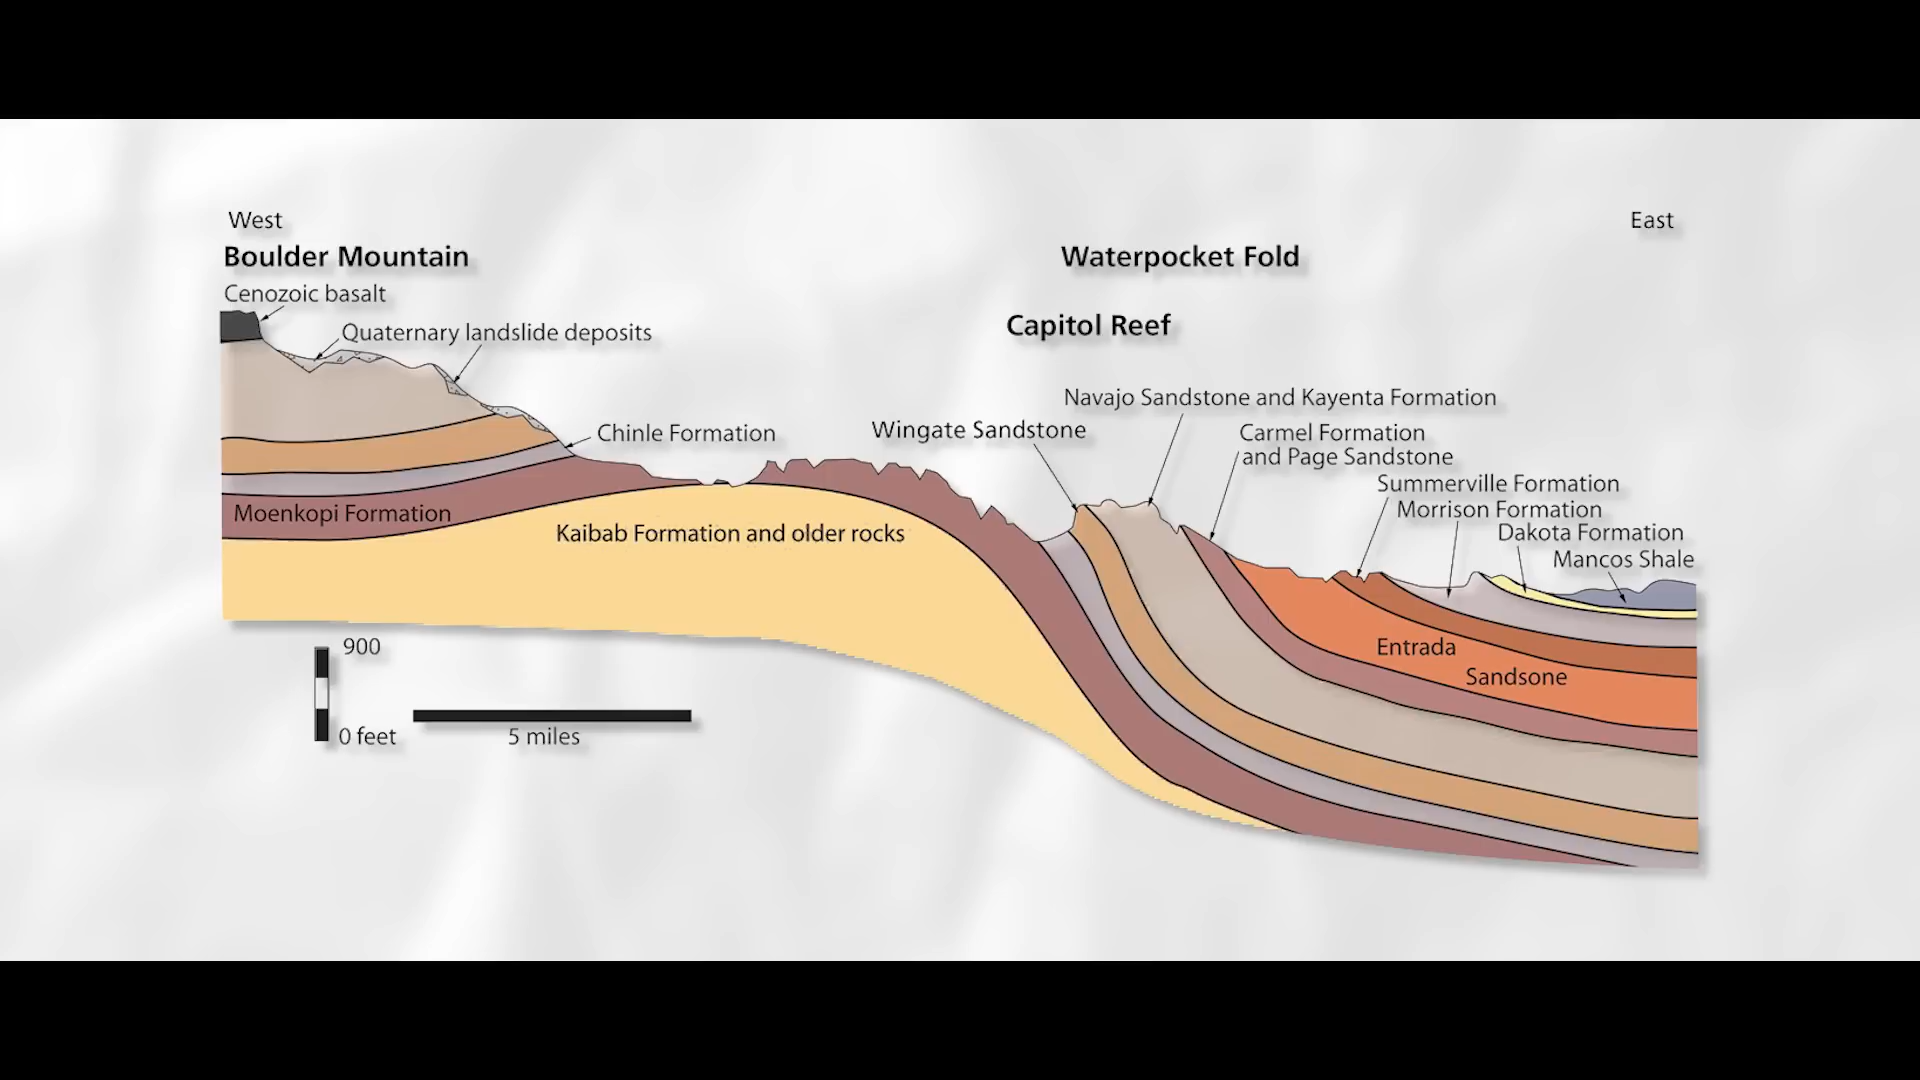 West
East
Boulder Mountain
Waterpocket Fold
Cenozoic basalt
Quaternary landslide deposits
Capitol Reef
Navajo Sandstone and Kayenta Formation
Chinle Formation
Wingate Sandstone
Carmel Formation
and Page Sandstone
Summerville Formation
Morrison Formation
Dakota Formation
Mancos Shale
Moenkopi Formation
Kaibab Formation and older rocks
Entrada
Sandsone
900
0 feet
5 miles